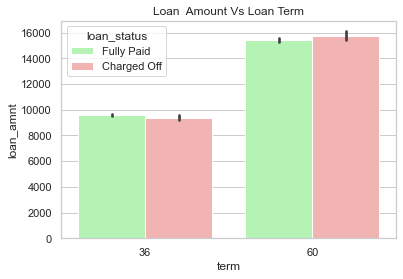 Loan  Amount Vs Loan Term
loan_status
Fully Paid
Charged Off
16000
14000
12000
10000
8000
6000
4000
2000
0
loan_amnt
36
60
term